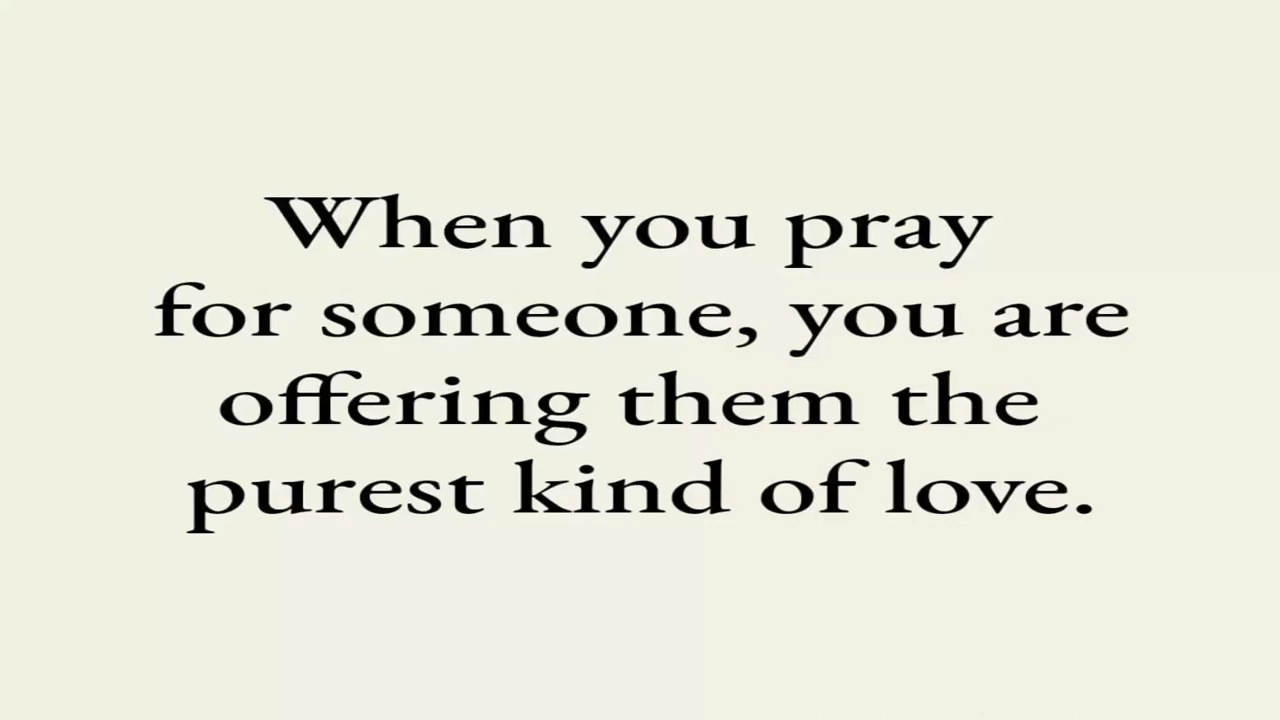 When you pray
for someone, you are
offering them the
purest kind of love.